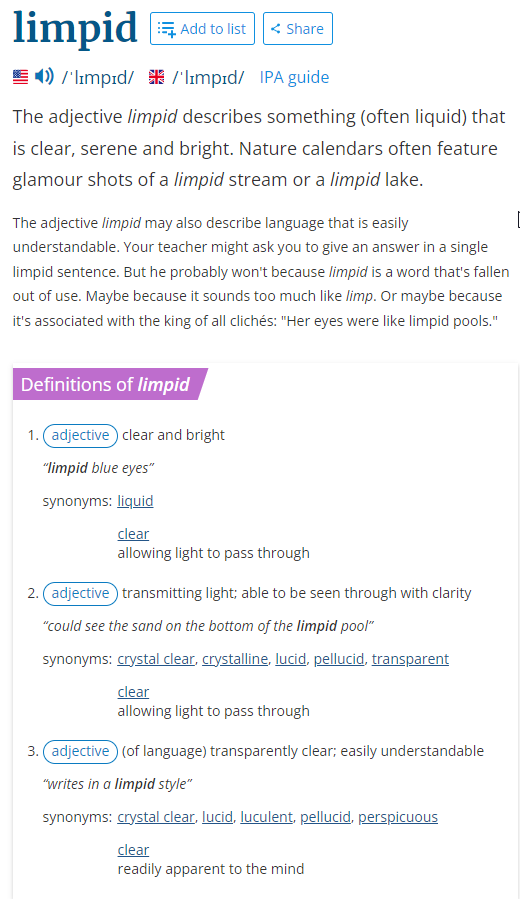 limpid Add to list Share
/ˈlɪmpɪd/ /ˈlɪmpɪd/ IPA guide
The adjective limpid describes something (often liquid) that
is clear, serene and bright. Nature calendars often feature
glamour shots of a limpid stream or a limpid lake.
The adjective limpid may also describe language that is easily
understandable. Your teacher might ask you to give an answer in a single
limpid sentence. But he probably won't because limpid is a word that's fallen
out of use. Maybe because it sounds too much like limp. Or maybe because
it's associated with the king of all clichés: "Her eyes were like limpid pools."
Definitions of limpid
1. adjective clear and bright
“limpid blue eyes”
synonyms: liquid
clear
allowing light to pass through
2. adjective transmitting light; able to be seen through with clarity
“could see the sand on the bottom of the limpid pool”
synonyms: crystal clear, crystalline, lucid, pellucid, transparent
clear
allowing light to pass through
3. adjective (of language) transparently clear; easily understandable
“writes in a limpid style”
synonyms: crystal clear, lucid, luculent, pellucid, perspicuous
clear
readily apparent to the mind